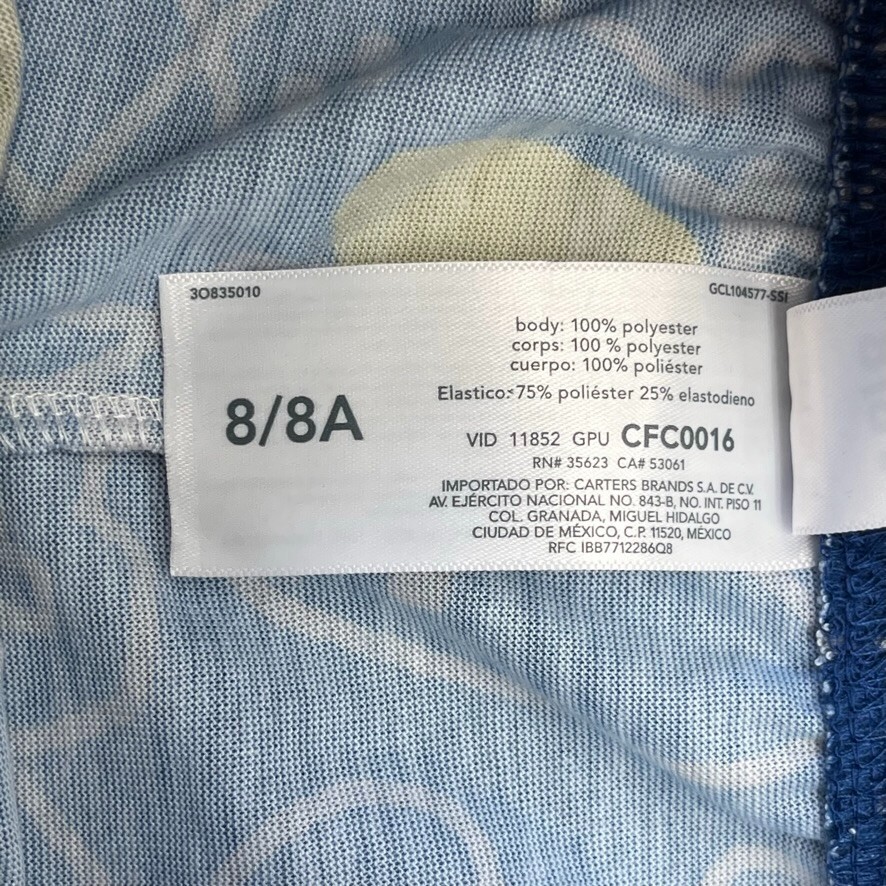 3O835010
GCL104577-SS1
body: 100% polyester
corps: 100 % polyester
cuerpo: 100% poliéster
Elastico: 75% poliéster 25% elastodieno
8/8A
VID 11852 GPU CFC0016
RN# 35623 CA# 53061
IMPORTADO POR: CARTERS BRANDS S.A. DE C.V.
AV. EJÉRCITO NACIONAL NO. 843-B, NO. INT. PISO 11
COL. GRANADA, MIGUEL HIDALGO
CIUDAD DE MÉXICO, C.P. 11520, MÉXICO
RFC IBB7712286Q8